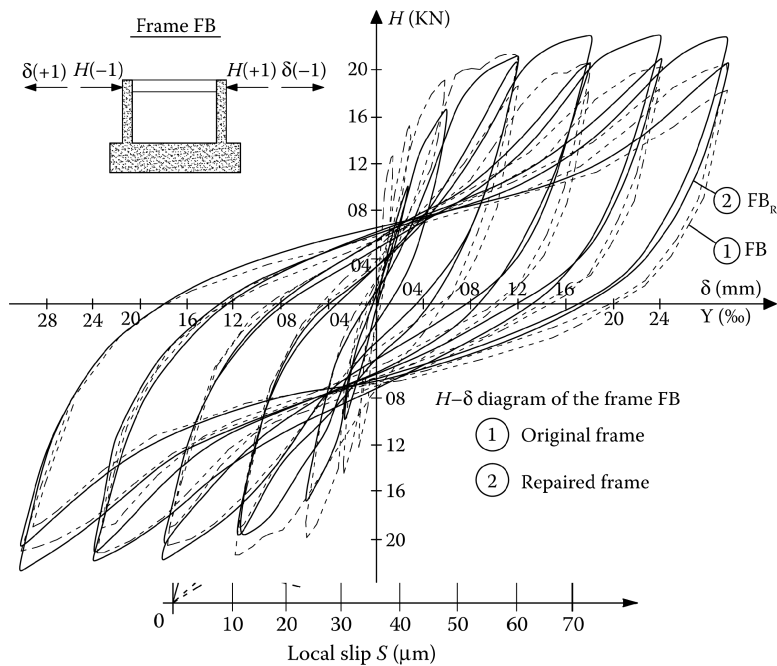 Frame FB
H (KN)
δ(+1) H(−1) H(+1) δ(−1)
20
16
12
08
04
2 FB_R
1 FB
04 08 12 16 δ (mm)
28 24 20 16 12 08 04 20 24 Υ (‰)
08
H–δ diagram of the frame FB
1 Original frame
12
2 Repaired frame
16
20
0 10 20 30 40 50 60 70
Local slip S (μm)